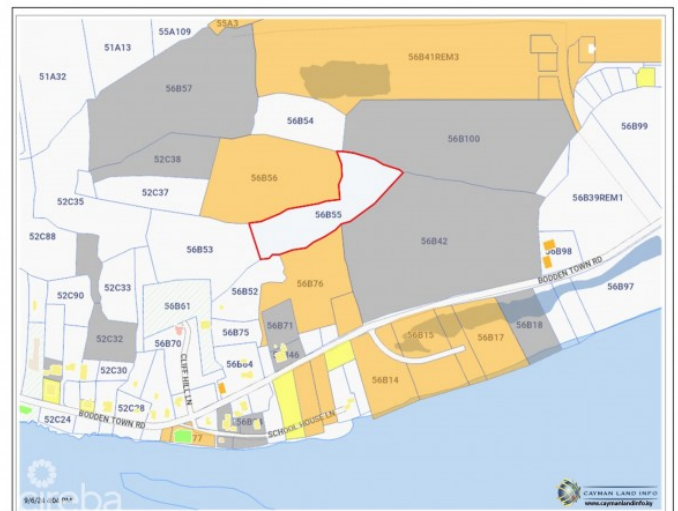 55A109
55A3
51A13
51A32
56B41REM3
56B57
56B54
56B99
56B100
52C38
56B56
52C37
52C35
56B39REM1
56B55
52C88
56B53
56B42
56B98
BODDEN TOWN RD
52C33
56B76
56B97
52C90
56B52
56B61
56B71
56B18
52C32
56B70
56B75
56B15
56B17
CLIFF HILL LN
52C30
56B14
52C24
BODDEN TOWN RD
SCHOOL HOUSE LN
77
CAYMAN LAND INFO
www.caymanlandinfo.ky